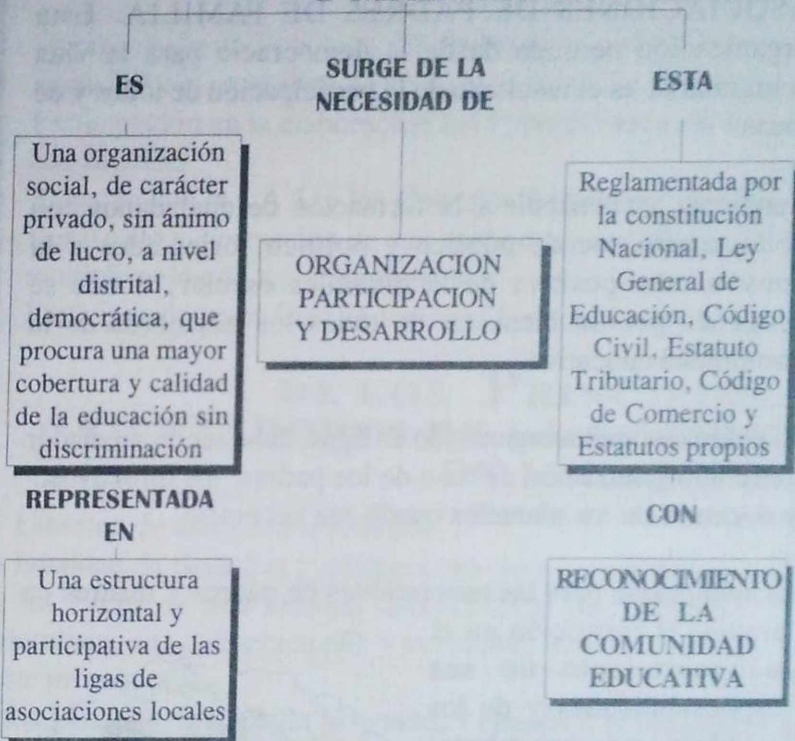 ES
Una organización
social, de carácter
privado, sin ánimo
de lucro, a nivel
distrital,
democrática, que
procura una mayor
cobertura y calidad
de la educación sin
discriminación
REPRESENTADA
EN
Una estructura
horizontal y
participativa de las
ligas de
asociaciones locales
SURGE DE LA
NECESIDAD DE
ORGANIZACION
PARTICIPACION
Y DESARROLLO
ESTA
Reglamentada por
la constitución
Nacional, Ley
General de
Educación, Código
Civil, Estatuto
Tributario, Código
de Comercio y
Estatutos propios
CON
RECONOCIMIENTO
DE LA
COMUNIDAD
EDUCATIVA